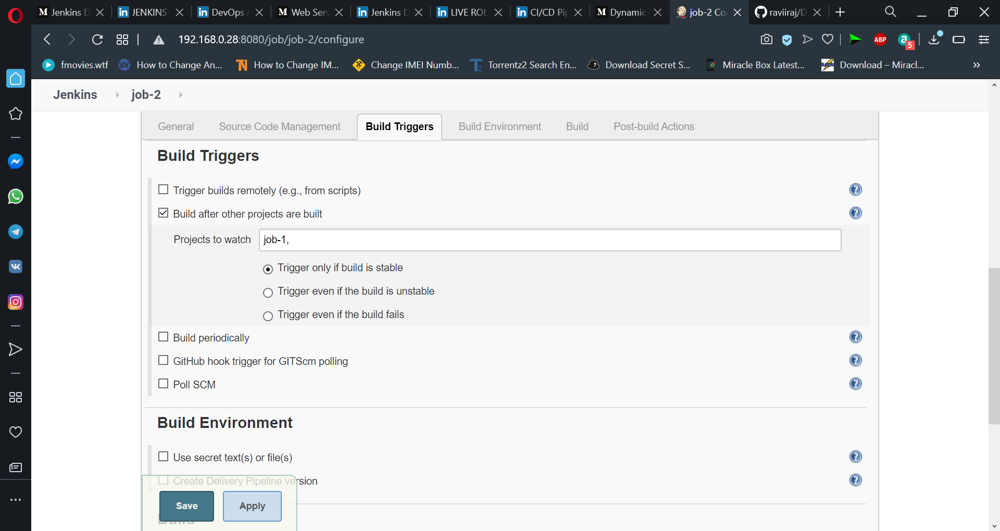 Jenkins D
JENKINS-
DevOps
Web Ser
Jenkins D
LIVE ROL
CI/CD Pip
Dynamic
job-2 Co
raviiraj/D
192.168.0.28:8080/job/job-2/configure
ABP
a
5
fmovies.wtf
How to Change An...
How to Change IM...
Change IMEI Numb...
Torrentz2 Search En...
Download Secret S...
Miracle Box Latest...
Download – Miracl...
»
Jenkins
job-2
General
Source Code Management
Build Triggers
Build Environment
Build
Post-build Actions
Build Triggers
Trigger builds remotely (e.g., from scripts)
Build after other projects are built
Projects to watch
job-1,
Trigger only if build is stable
Trigger even if the build is unstable
Trigger even if the build fails
Build periodically
GitHub hook trigger for GITScm polling
Poll SCM
Build Environment
Use secret text(s) or file(s)
Create Delivery Pipeline version
Save
Apply
Build